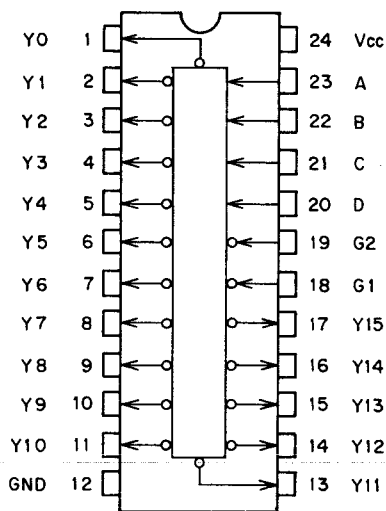 Y0 1 24 Vcc
Y1 2 23 A
Y2 3 22 B
Y3 4 21 C
Y4 5 20 D
Y5 6 19 G2
Y6 7 18 G1
Y7 8 17 Y15
Y8 9 16 Y14
Y9 10 15 Y13
Y10 11 14 Y12
GND 12 13 Y11